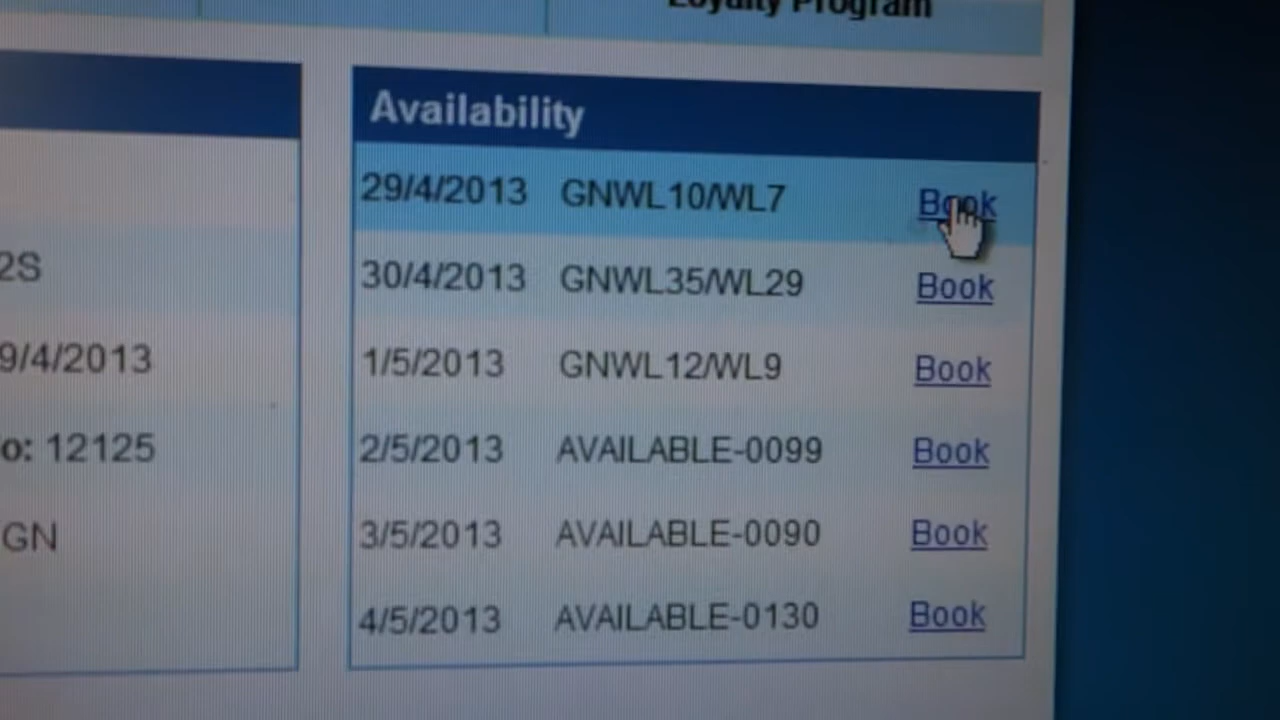 Loyalty Program
Availability
29/4/2013 GNWL10/WL7 Book
30/4/2013 GNWL35/WL29 Book
1/5/2013 GNWL12/WL9 Book
2/5/2013 AVAILABLE-0099 Book
3/5/2013 AVAILABLE-0090 Book
4/5/2013 AVAILABLE-0130 Book
2S
9/4/2013
o: 12125
GN